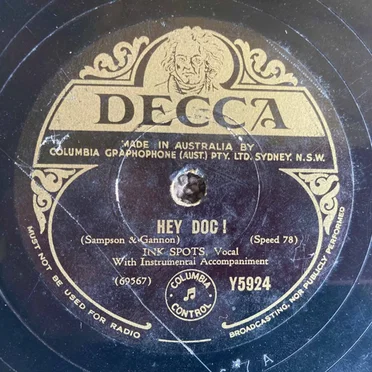 DECCA
MADE IN AUSTRALIA BY
COLUMBIA GRAPHOPHONE (AUST.) PTY. LTD. SYDNEY. N.S.W.
HEY DOC!
(Sampson & Gannon) (Speed 78)
INK SPOTS, Vocal
With Instrumental Accompaniment
(69567)
COLUMBIA
CONTROL
Y5924
MUST NOT BE USED FOR RADIO
BROADCASTING, NOR PUBLICLY PERFORMED